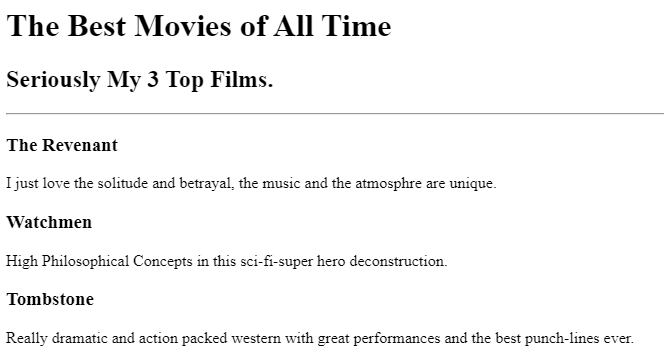 The Best Movies of All Time
Seriously My 3 Top Films.
The Revenant
I just love the solitude and betrayal, the music and the atmosphre are unique.
Watchmen
High Philosophical Concepts in this sci-fi-super hero deconstruction.
Tombstone
Really dramatic and action packed western with great performances and the best punch-lines ever.